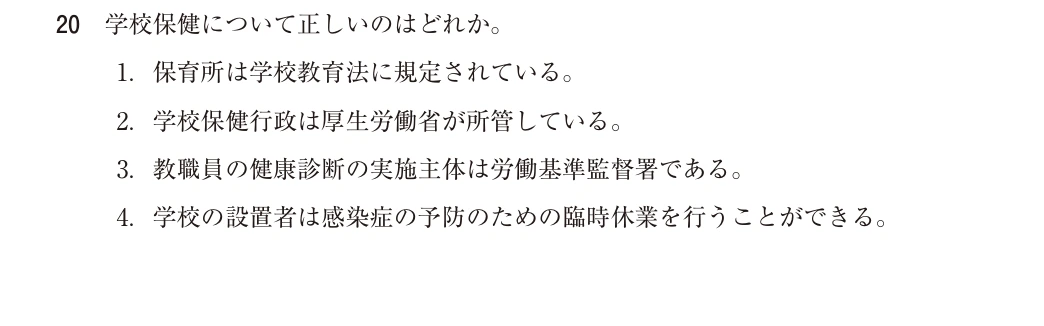 20 学校保健について正しいのはどれか。
1. 保育所は学校教育法に規定されている。
2. 学校保健行政は厚生労働省が所管している。
3. 教職員の健康診断の実施主体は労働基準監督署である。
4. 学校の設置者は感染症の予防のための臨時休業を行うことができる。